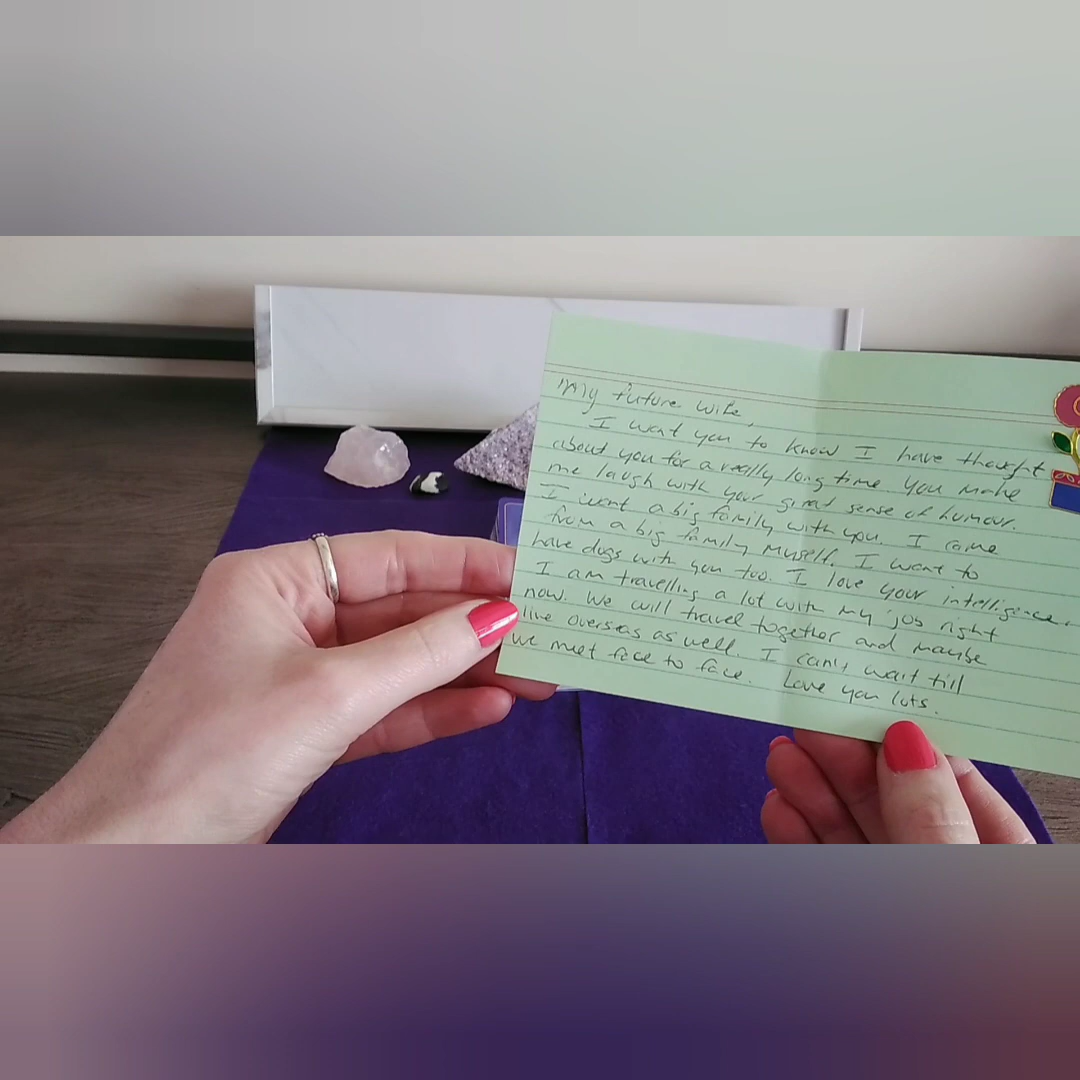 My future wife,
I want you to know I have thought
about you for a really long time. You make
me laugh with your great sense of humour.
I want a big family with you. I come
from a big family myself. I want to
have dogs with you too. I love your intelligence.
I am travelling a lot with my job right
now. We will travel together and maybe
live overseas as well. I can't wait till
we meet face to face. Love you lots.